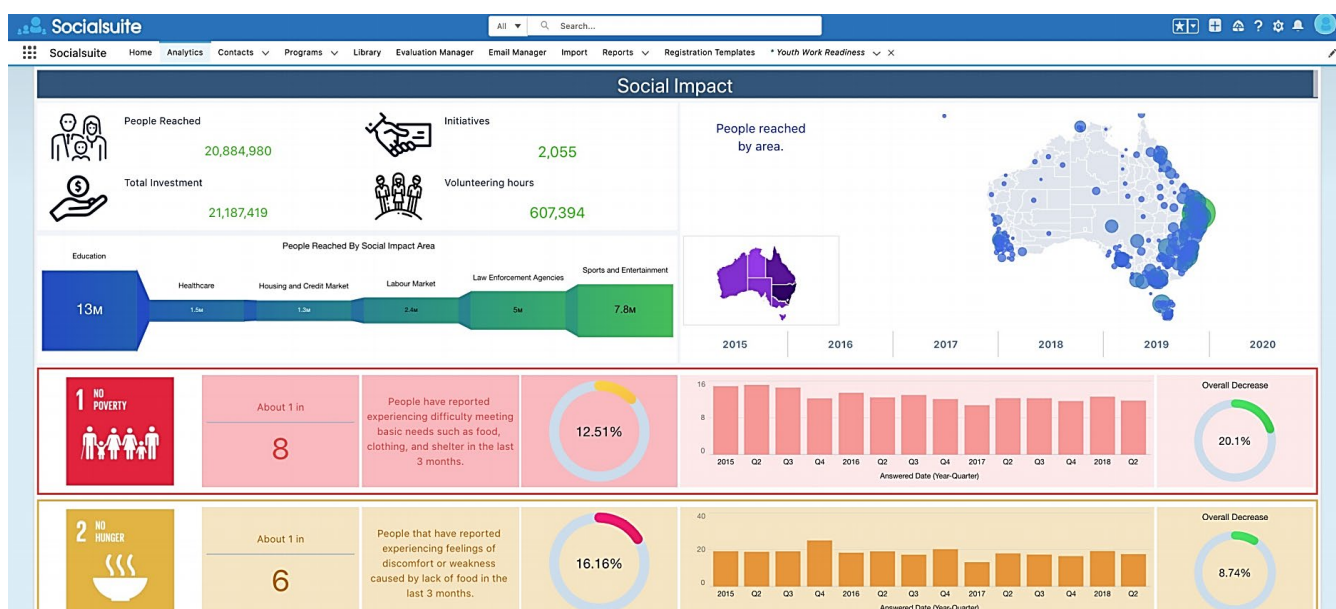 Socialsuite
All
Search...
Socialsuite
Home
Analytics
Contacts
Programs
Library
Evaluation Manager
Email Manager
Import
Reports
Registration Templates
* Youth Work Readiness
Social Impact
People Reached
20,884,980
Initiatives
2,055
Total Investment
21,187,419
Volunteering hours
607,394
People reached
by area.
People Reached By Social Impact Area
Education
Healthcare
Housing and Credit Market
Labour Market
Law Enforcement Agencies
Sports and Entertainment
13M
1.5M
1.3M
2.4M
5M
7.8M
2015
2016
2017
2018
2019
2020
1 NO
POVERTY
About 1 in
8
People have reported
experiencing difficulty meeting
basic needs such as food,
clothing, and shelter in the last
3 months.
12.51%
16
8
0
2015 Q2 Q3 Q4 2016 Q2 Q3 Q4 2017 Q2 Q3 Q4 2018 Q2
Answered Date (Year-Quarter)
Overall Decrease
20.1%
2 NO
HUNGER
About 1 in
6
People that have reported
experiencing feelings of
discomfort or weakness
caused by lack of food in the
last 3 months.
16.16%
40
20
0
2015 Q2 Q3 Q4 2016 Q2 Q3 Q4 2017 Q2 Q3 Q4 2018 Q2
Answered Date (Year-Quarter)
Overall Decrease
8.74%